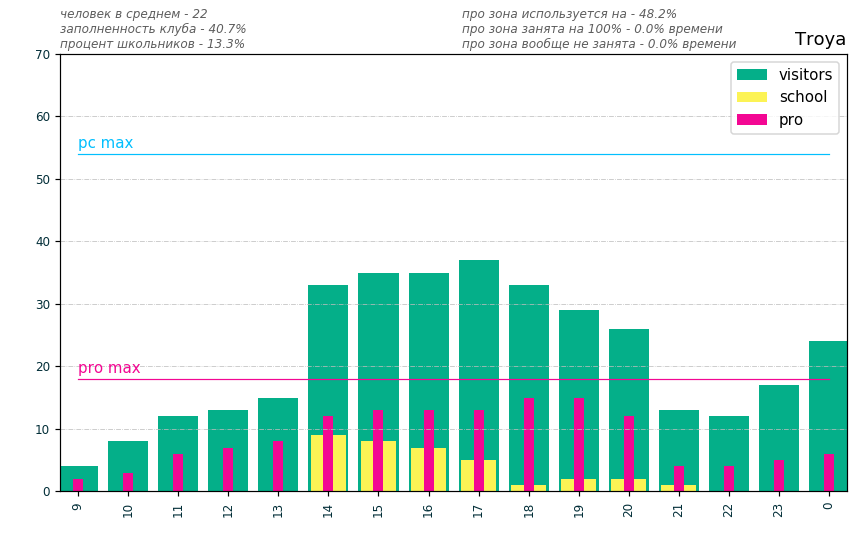 человек в среднем - 22
заполненность клуба - 40.7%
процент школьников - 13.3%
про зона используется на - 48.2%
про зона занята на 100% - 0.0% времени
про зона вообще не занята - 0.0% времени
Troya
visitors
school
pro
pc max
pro max
70
60
50
40
30
20
10
0
9
10
11
12
13
14
15
16
17
18
19
20
21
22
23
0